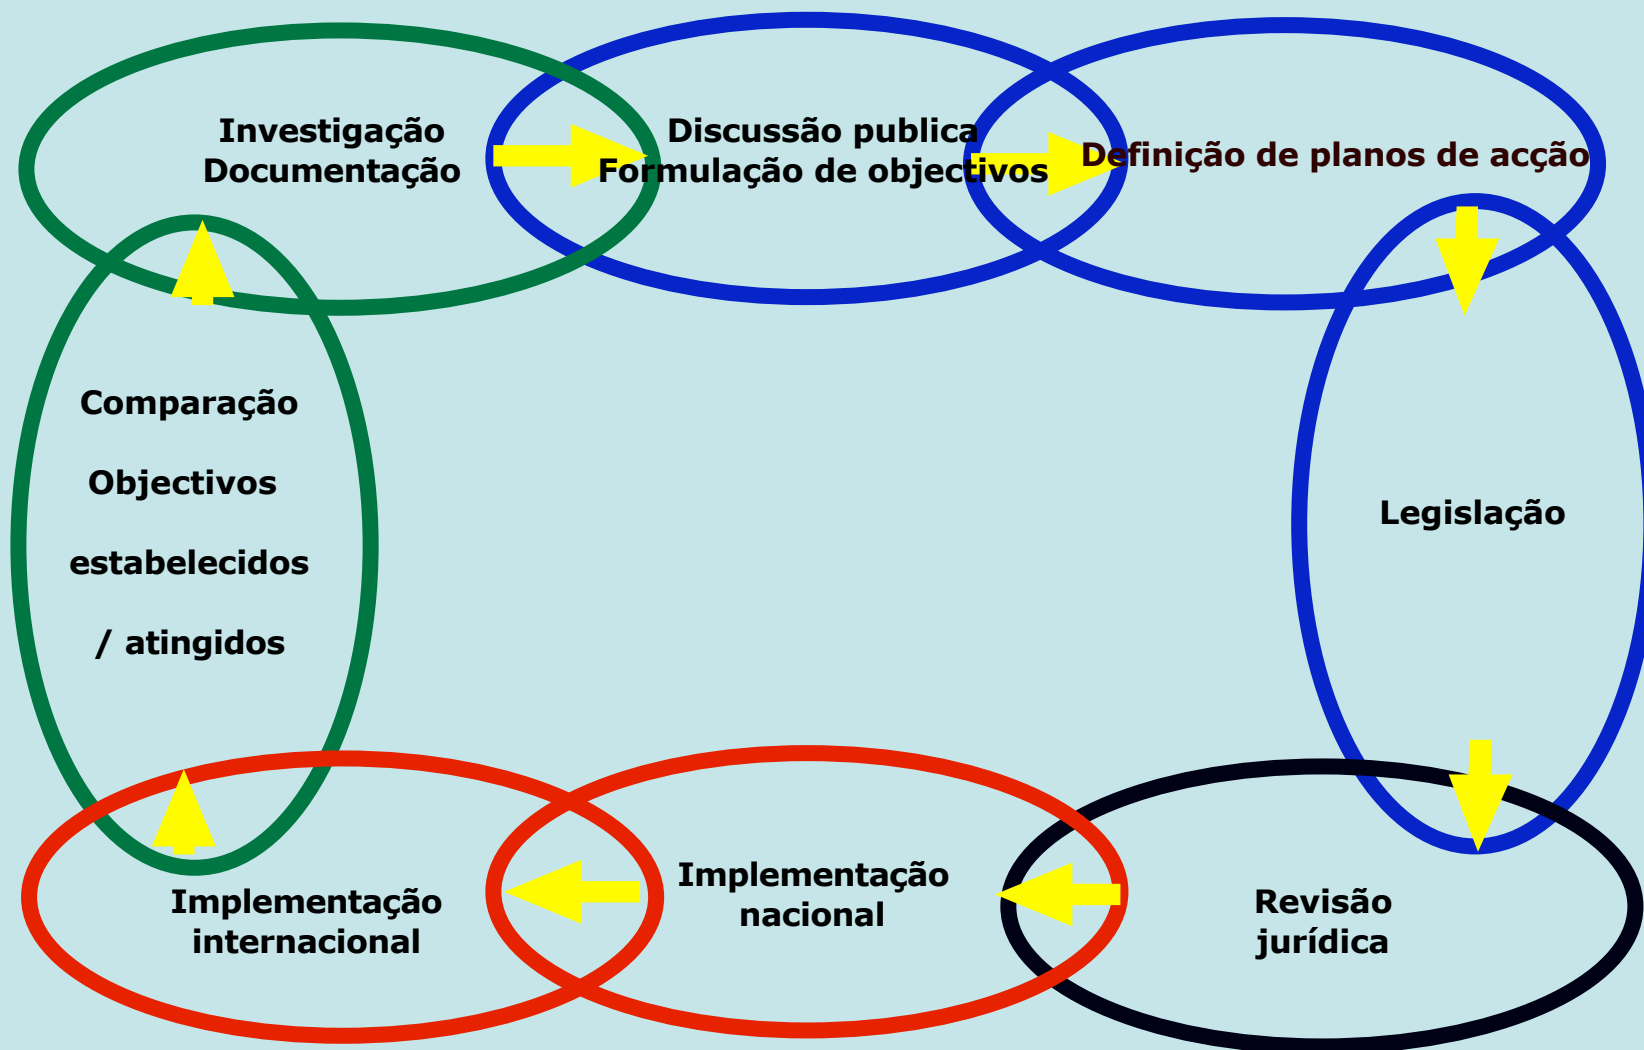 Investigação
Documentação
Discussão publica
Formulação de objectivos
Definição de planos de acção
Comparação
Objectivos
estabelecidos
/ atingidos
Legislação
Implementação
internacional
Implementação
nacional
Revisão
jurídica